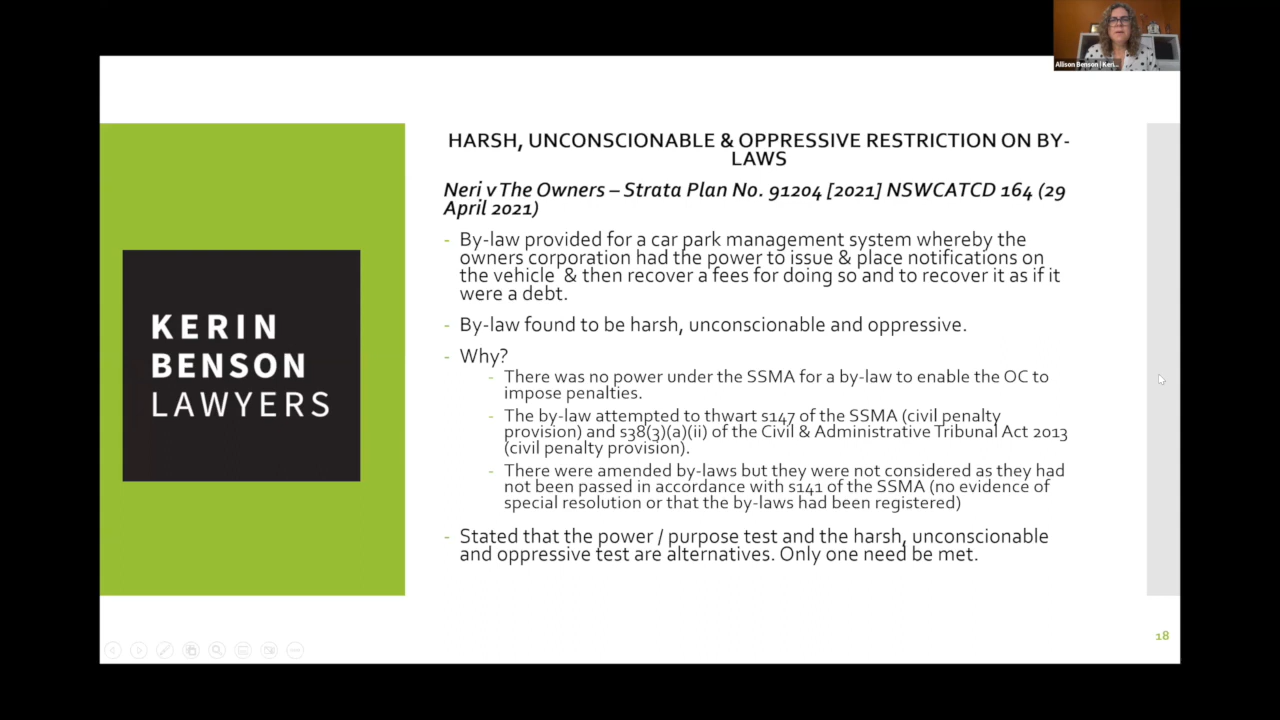 Allison Benson | Keri...
HARSH, UNCONSCIONABLE & OPPRESSIVE RESTRICTION ON BY-
LAWS
Neri v The Owners – Strata Plan No. 91204 [2021] NSWCATCD 164 (29
April 2021)
- By-law provided for a car park management system whereby the
owners corporation had the power to issue & place notifications on
the vehicle & then recover a fees for doing so and to recover it as if it
were a debt.
- By-law found to be harsh, unconscionable and oppressive.
- Why?
- There was no power under the SSMA for a by-law to enable the OC to
impose penalties.
- The by-law attempted to thwart s147 of the SSMA (civil penalty
provision) and s38(3)(a)(ii) of the Civil & Administrative Tribunal Act 2013
(civil penalty provision).
- There were amended by-laws but they were not considered as they had
not been passed in accordance with s141 of the SSMA (no evidence of
special resolution or that the by-laws had been registered)
- Stated that the power / purpose test and the harsh, unconscionable
and oppressive test are alternatives. Only one need be met.
KERIN
BENSON
LAWYERS
18